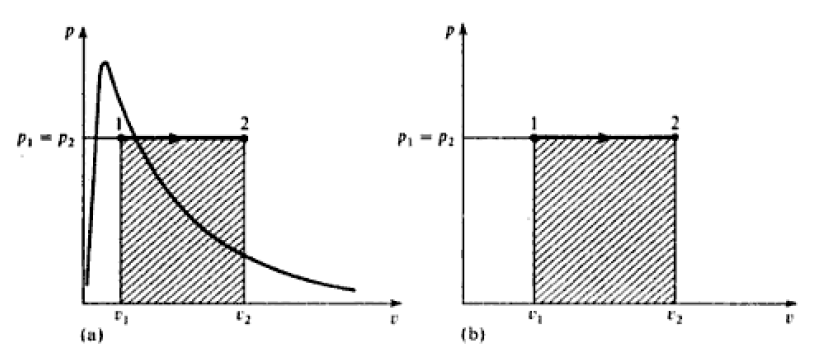 p
1
2
p₁ = p₂
v₁
v₂
v
(a)
p
1
2
p₁ = p₂
v₁
v₂
v
(b)